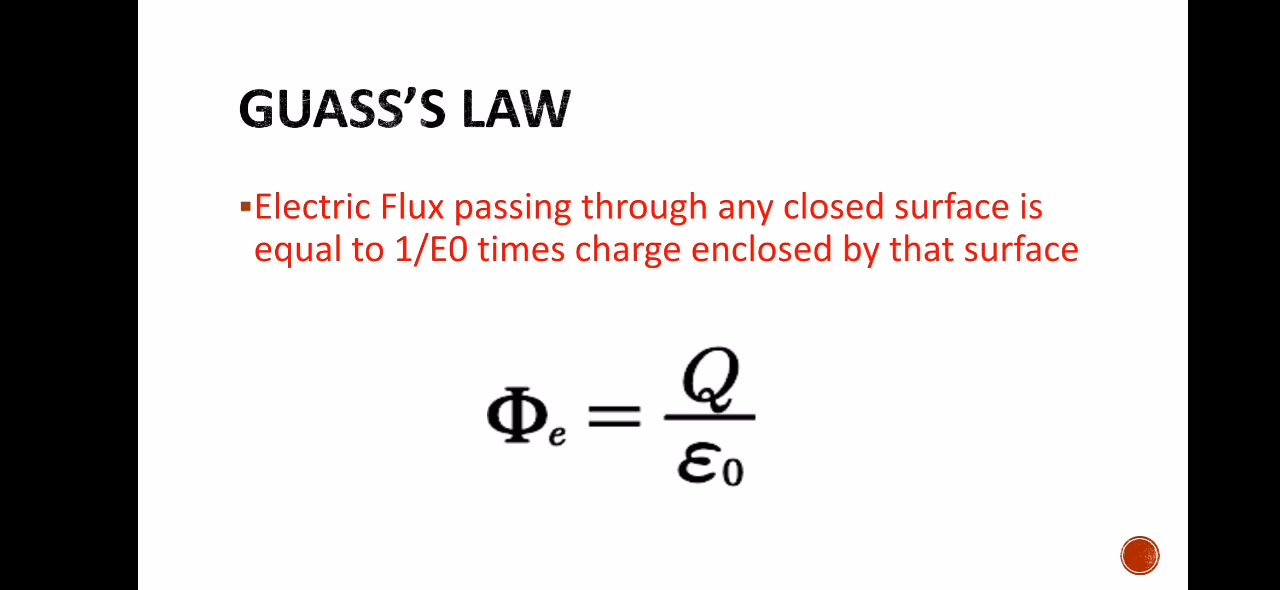 GUASS’S LAW
▪Electric Flux passing through any closed surface is
equal to 1/E0 times charge enclosed by that surface
Φₑ = Q/ε₀